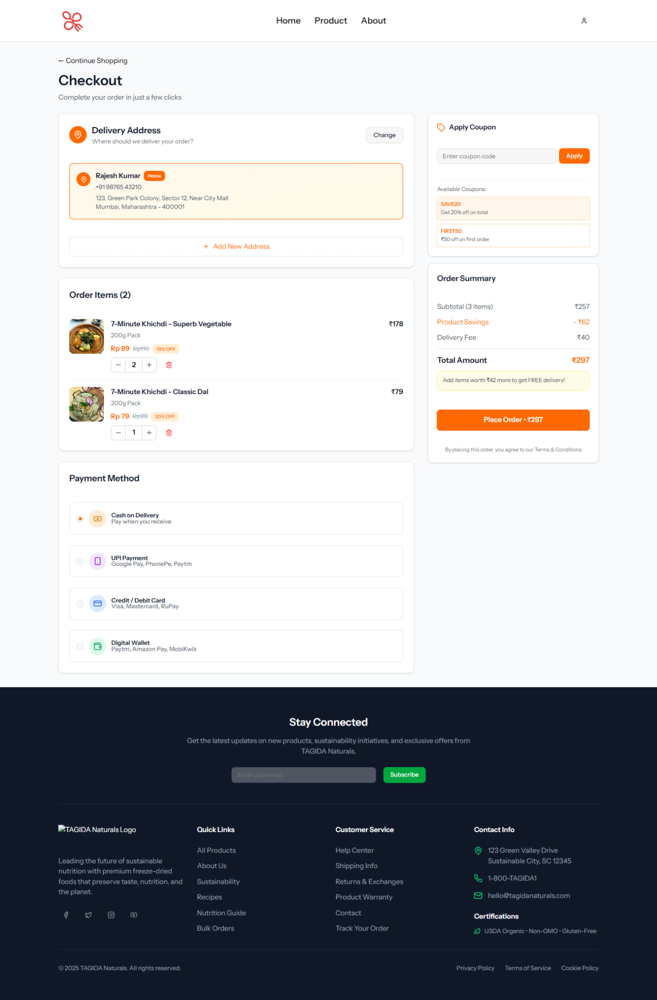 Home Product About
← Continue Shopping
Checkout
Complete your order in just a few clicks
Delivery Address
Where should we deliver your order?
Change
Rajesh Kumar Home
+91 98765 43210
123, Green Park Colony, Sector 12, Near City Mall
Mumbai, Maharashtra - 400001
+ Add New Address
Order Items (2)
7-Minute Khichdi - Superb Vegetable ₹178
200g Pack
Rp 89 Rp110 19% OFF
− 2 +
7-Minute Khichdi - Classic Dal ₹79
200g Pack
Rp 79 Rp99 20% OFF
− 1 +
Payment Method
Cash on Delivery
Pay when you receive
UPI Payment
Google Pay, PhonePe, Paytm
Credit / Debit Card
Visa, Mastercard, RuPay
Digital Wallet
Paytm, Amazon Pay, MobiKwik
Apply Coupon
Enter coupon code Apply
Available Coupons:
SAVE20
Get 20% off on total
FIRST50
₹50 off on first order
Order Summary
Subtotal (3 items) ₹257
Product Savings - ₹62
Delivery Fee ₹40
Total Amount ₹297
Add items worth ₹42 more to get FREE delivery!
Place Order • ₹297
By placing this order, you agree to our Terms & Conditions
Stay Connected
Get the latest updates on new products, sustainability initiatives, and exclusive offers from
TAGIDA Naturals.
Enter your email Subscribe
TAGIDA Naturals Logo
Leading the future of sustainable
nutrition with premium freeze-dried
foods that preserve taste, nutrition, and
the planet.
Quick Links
All Products
About Us
Sustainability
Recipes
Nutrition Guide
Bulk Orders
Customer Service
Help Center
Shipping Info
Returns & Exchanges
Product Warranty
Contact
Track Your Order
Contact Info
123 Green Valley Drive
Sustainable City, SC 12345
1-800-TAGIDA1
hello@tagidanaturals.com
Certifications
USDA Organic • Non-GMO • Gluten-Free
© 2025 TAGIDA Naturals. All rights reserved.
Privacy Policy Terms of Service Cookie Policy